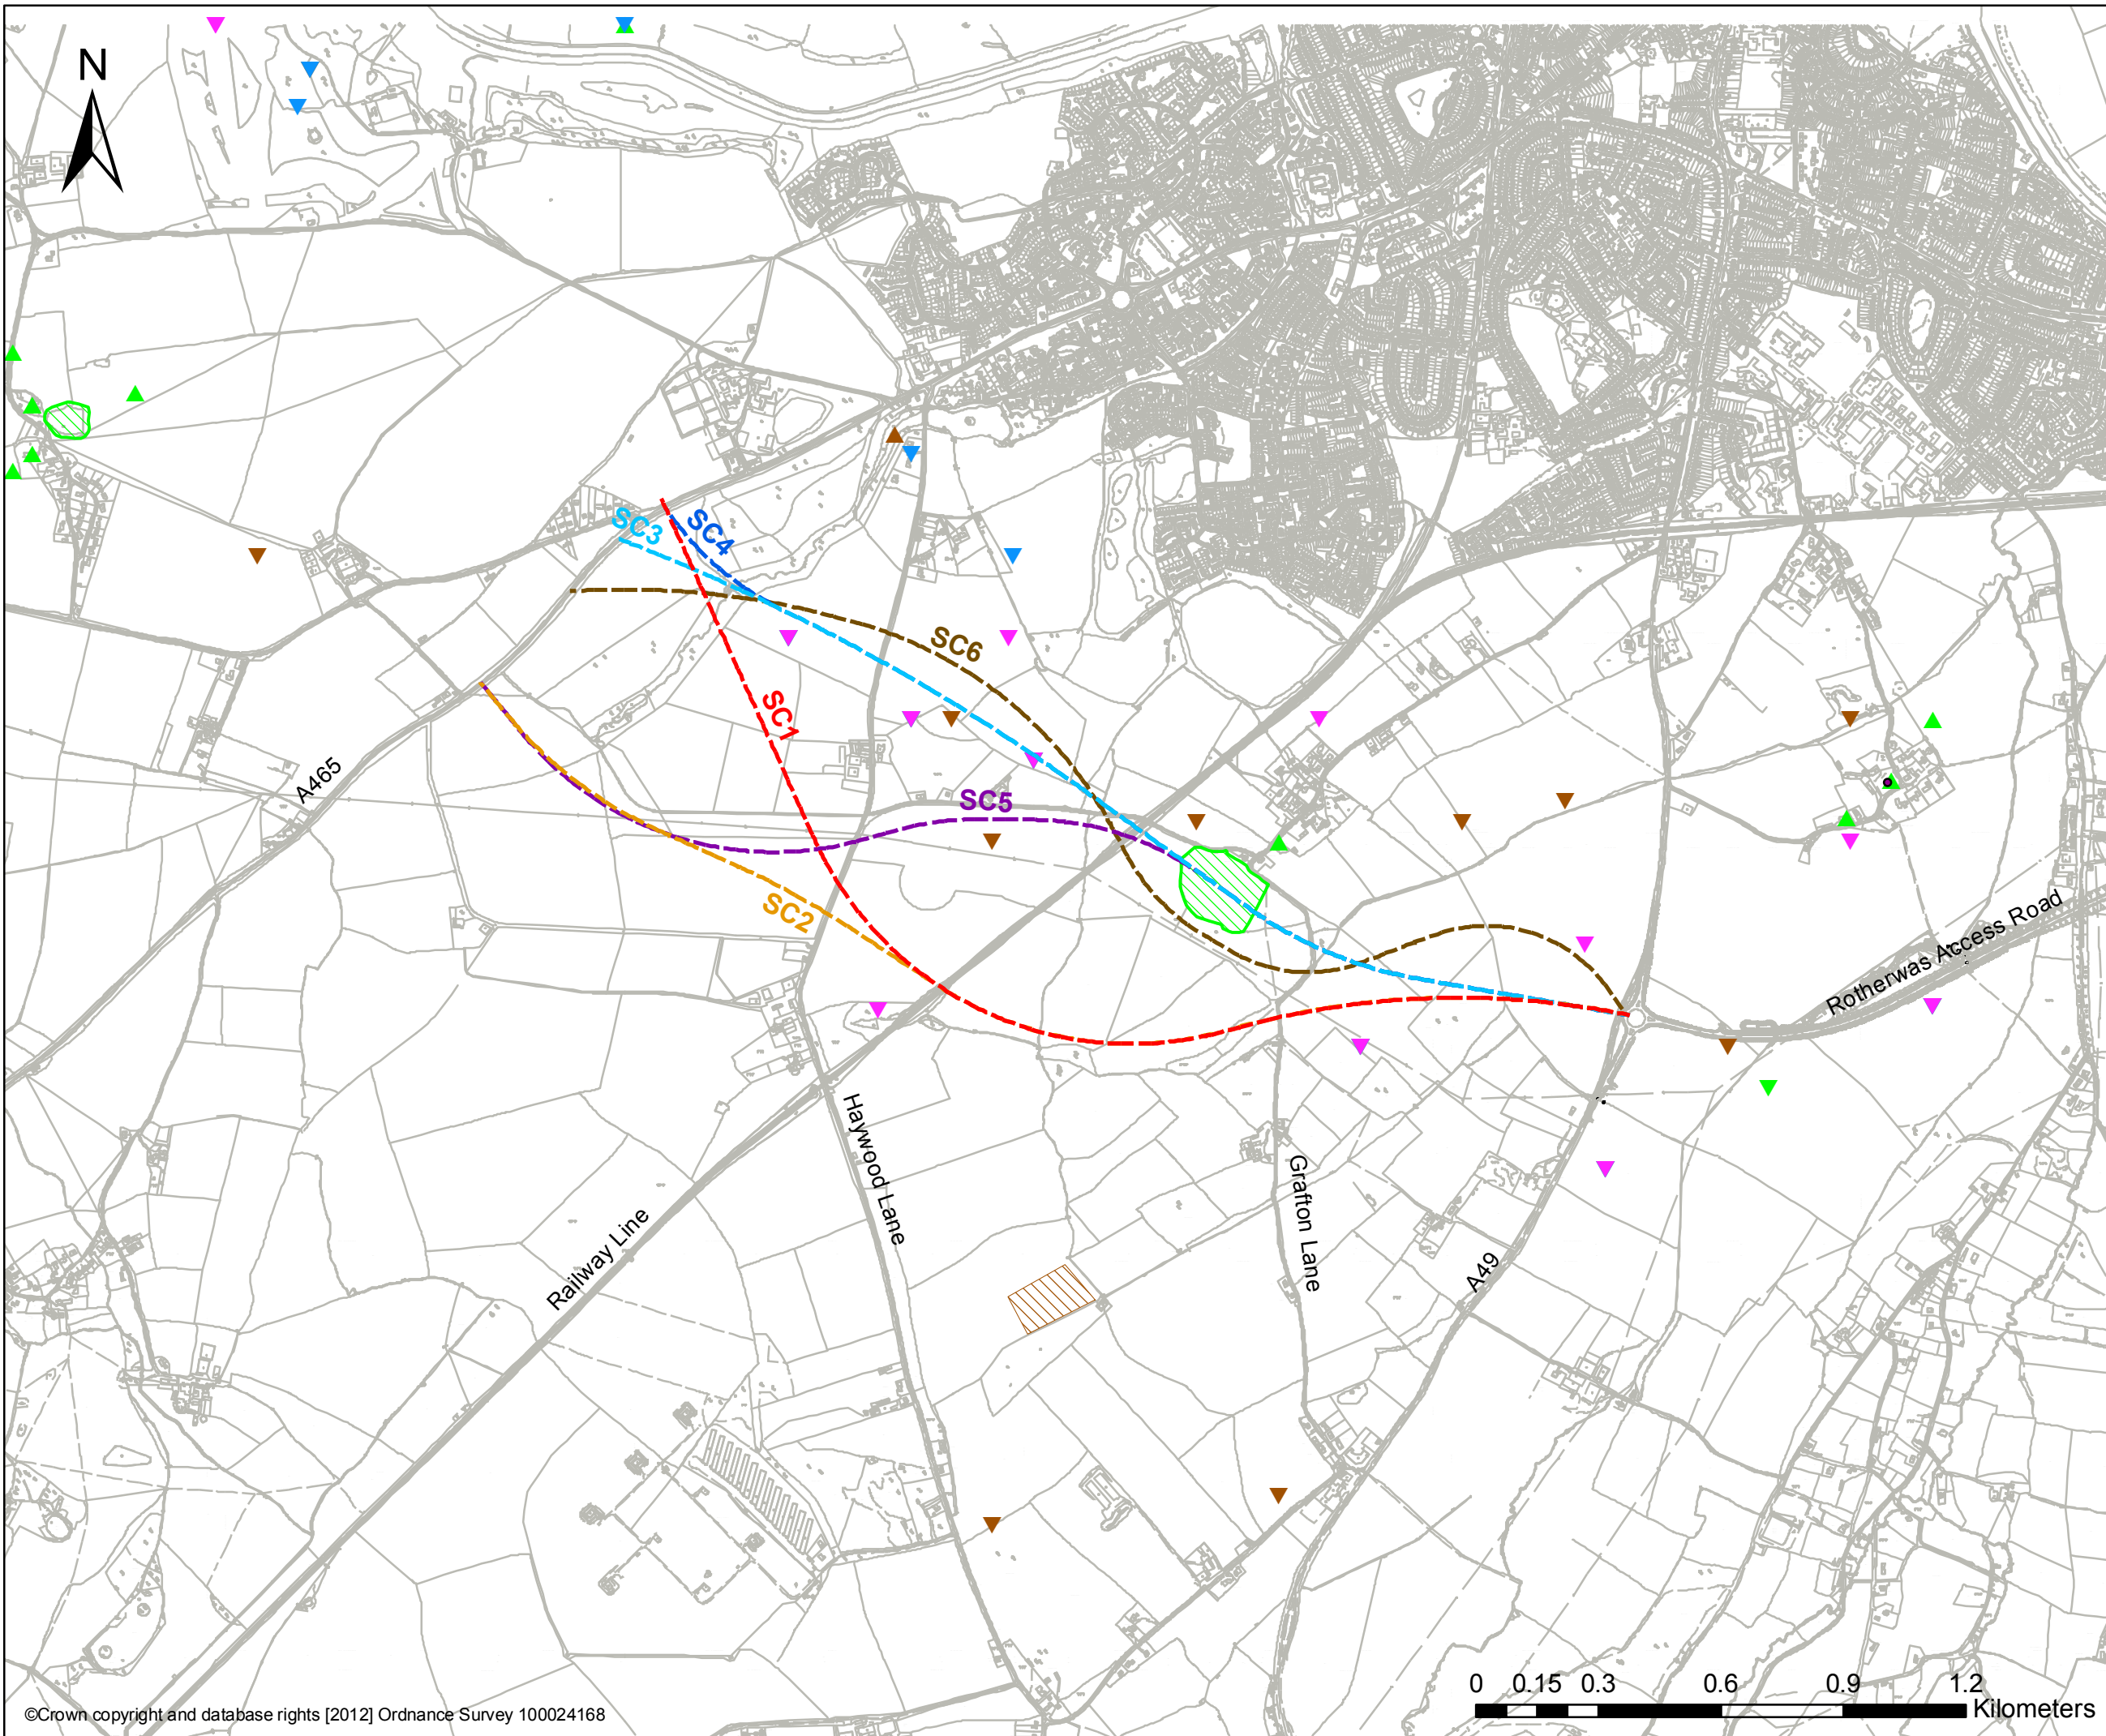 N
SC3
SC4
SC6
SC1
A465
SC5
SC2
Rotherwas Access Road
Haywood Lane
Grafton Lane
Railway Line
A49
0 0.15 0.3 0.6 0.9 1.2
Kilometers
©Crown copyright and database rights [2012] Ordnance Survey 100024168